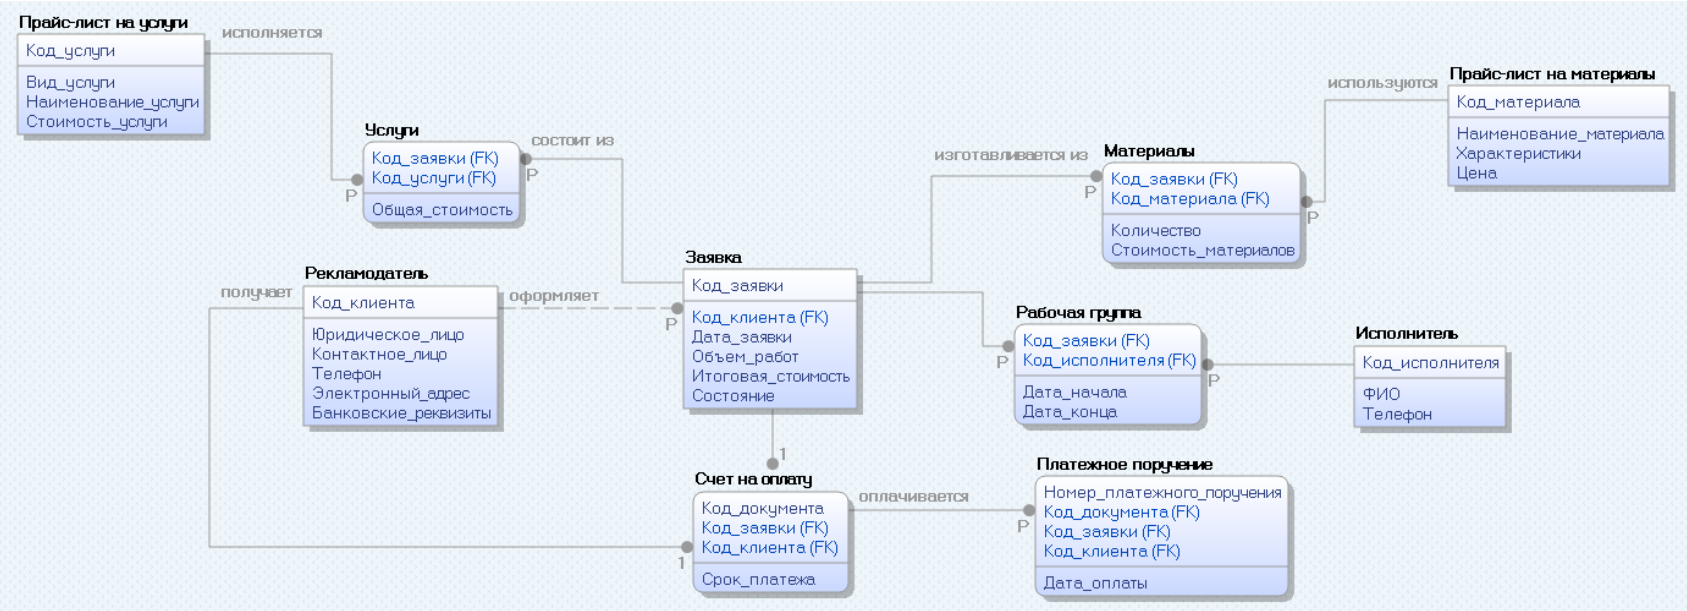 Прайс-лист на услуги
Код_услуги
Вид_услуги
Наименование_услуги
Стоимость_услуги
исполняется
Услуги
Код_заявки (FK)
Код_услуги (FK)
Общая_стоимость
P
состоит из
P
изготавливается из
P
Материалы
Код_заявки (FK)
Код_материала (FK)
Количество
Стоимость_материалов
используются
P
Прайс-лист на материалы
Код_материала
Наименование_материала
Характеристики
Цена
Рекламодатель
Код_клиента
Юридическое_лицо
Контактное_лицо
Телефон
Электронный_адрес
Банковские_реквизиты
получает
оформляет
P
Заявка
Код_заявки
Код_клиента (FK)
Дата_заявки
Объем_работ
Итоговая_стоимость
Состояние
Рабочая группа
Код_заявки (FK)
Код_исполнителя (FK)
Дата_начала
Дата_конца
P
P
Исполнитель
Код_исполнителя
ФИО
Телефон
1
Счет на оплату
Код_документа
Код_заявки (FK)
Код_клиента (FK)
Срок_платежа
1
оплачивается
P
Платежное поручение
Номер_платежного_поручения
Код_документа (FK)
Код_заявки (FK)
Код_клиента (FK)
Дата_оплаты